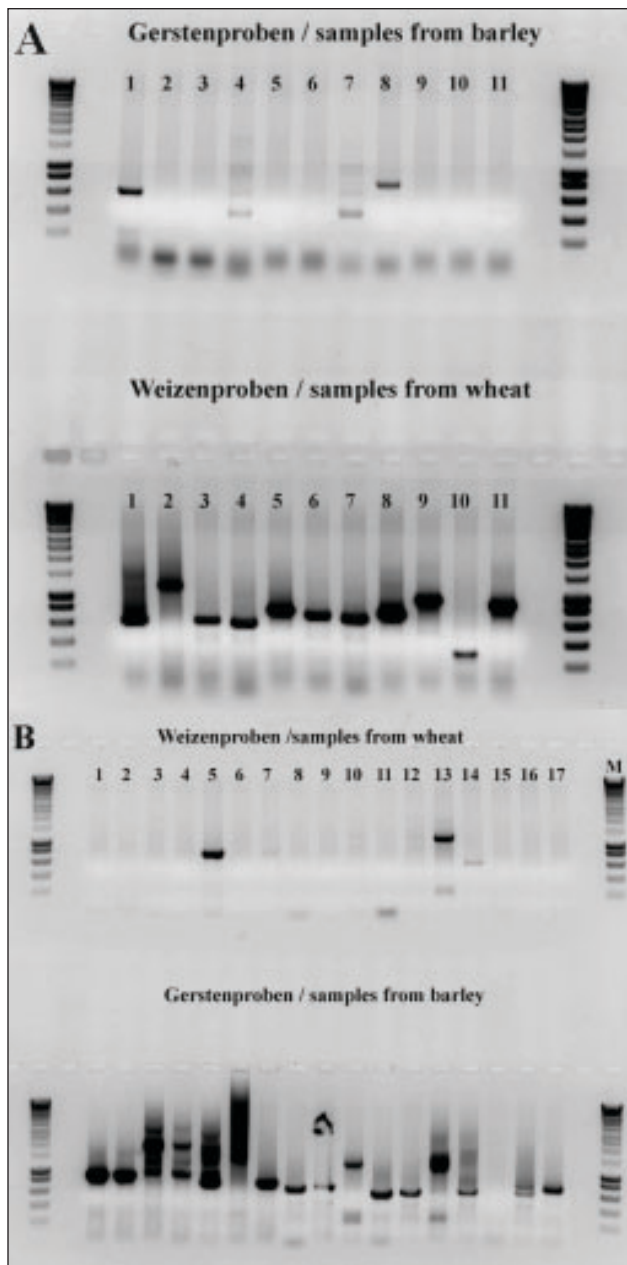 A
Gerstenproben / samples from barley
1 2 3 4 5 6 7 8 9 10 11
Weizenproben / samples from wheat
1 2 3 4 5 6 7 8 9 10 11
B
Weizenproben /samples from wheat
1 2 3 4 5 6 7 8 9 10 11 12 13 14 15 16 17 M
Gerstenproben / samples from barley